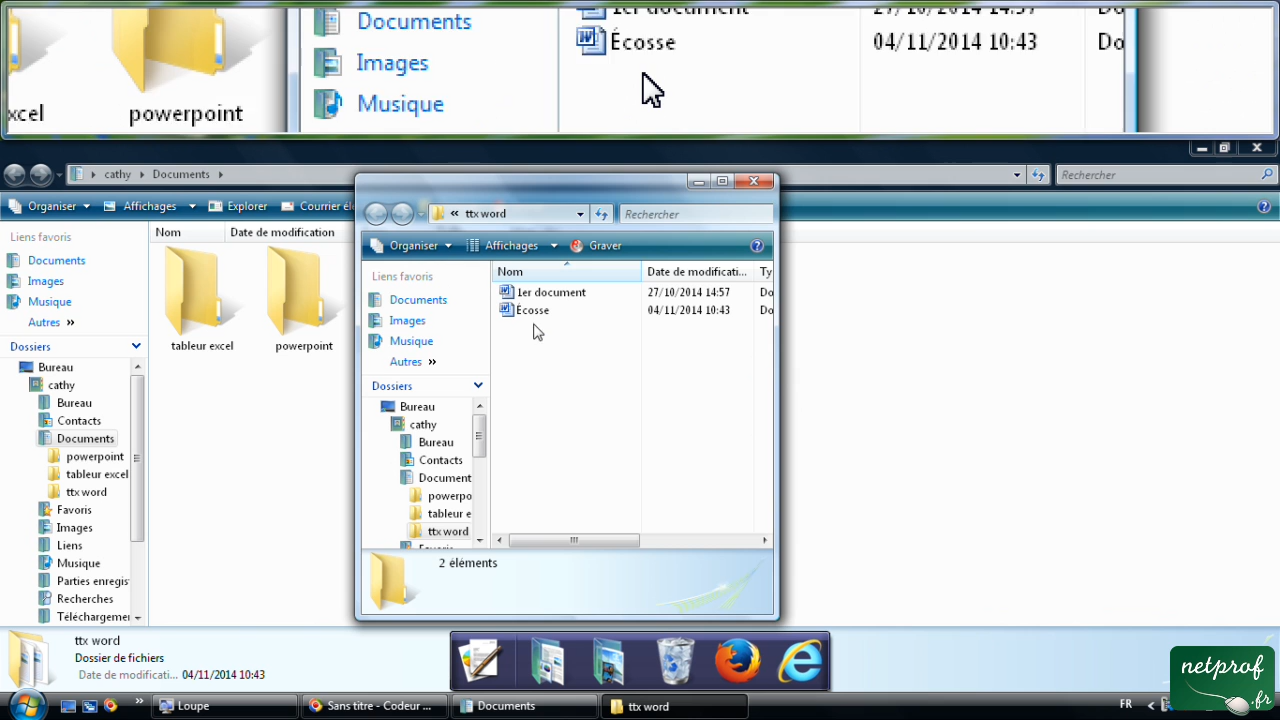 Documents
1er document
27/10/2014 14:57
Do
Écosse
04/11/2014 10:43
Do
Images
Musique
xcel
powerpoint
cathy
Documents
Rechercher
Organiser
Affichages
Explorer
Courrier éle
Liens favoris
Documents
Images
Musique
Autres »
Dossiers
Bureau
cathy
Bureau
Contacts
Documents
powerpoint
tableur excel
ttx word
Favoris
Images
Liens
Musique
Parties enregis
Recherches
Téléchargeme
Nom
Date de modification
tableur excel
powerpoint
« ttx word
Rechercher
Organiser
Affichages
Graver
Liens favoris
Documents
Images
Musique
Autres »
Dossiers
Bureau
cathy
Bureau
Contacts
Document
powerpo
tableur e
ttx word
Favoris
Nom
Date de modificati...
Ty
1er document
27/10/2014 14:57
Do
Écosse
04/11/2014 10:43
Do
2 éléments
ttx word
Dossier de fichiers
Date de modificati... 04/11/2014 10:43
netprof
.fr
»
Loupe
Sans titre - Codeur ...
Documents
ttx word
FR